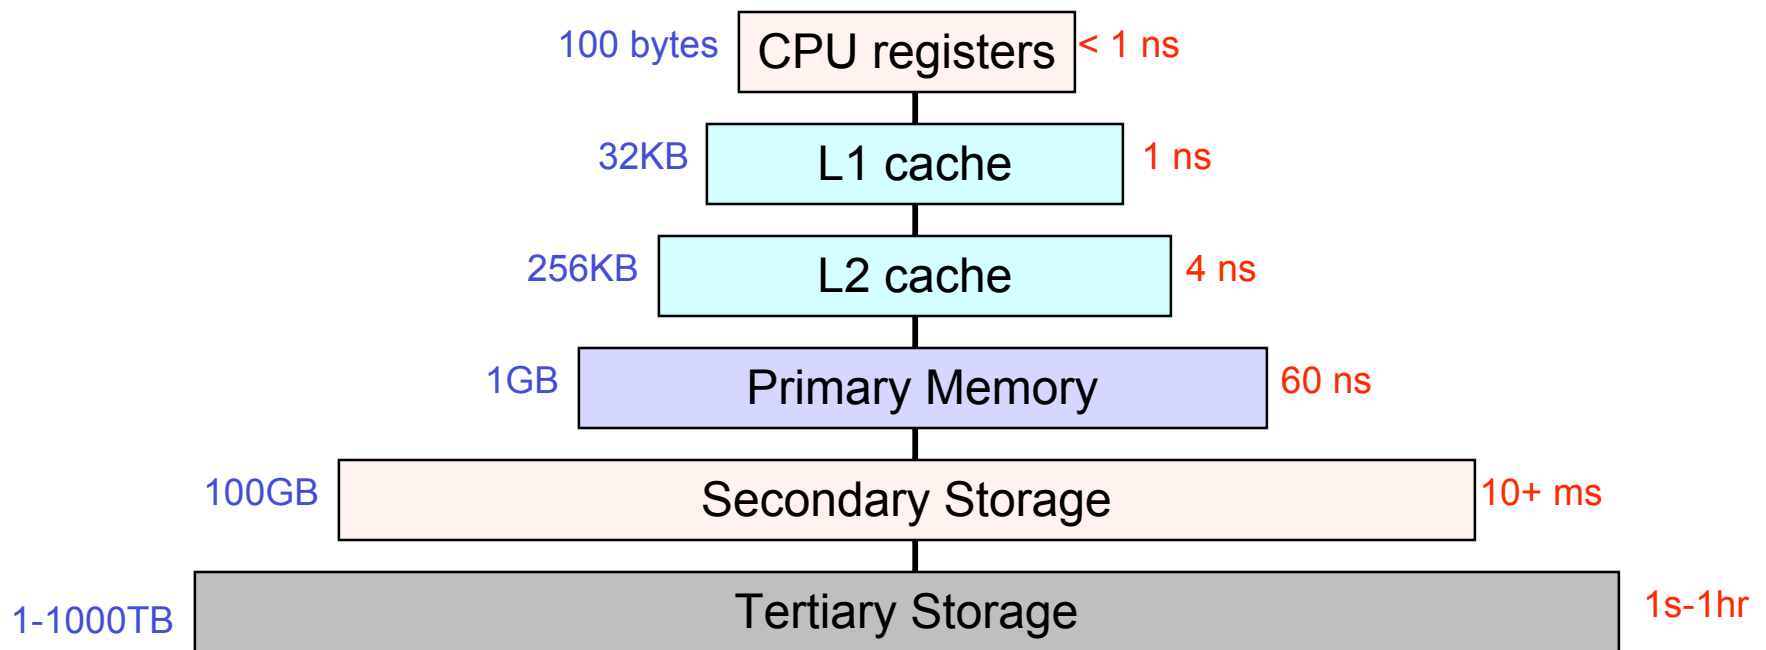 100 bytes CPU registers < 1 ns
32KB L1 cache 1 ns
256KB L2 cache 4 ns
1GB Primary Memory 60 ns
100GB Secondary Storage 10+ ms
1-1000TB Tertiary Storage 1s-1hr